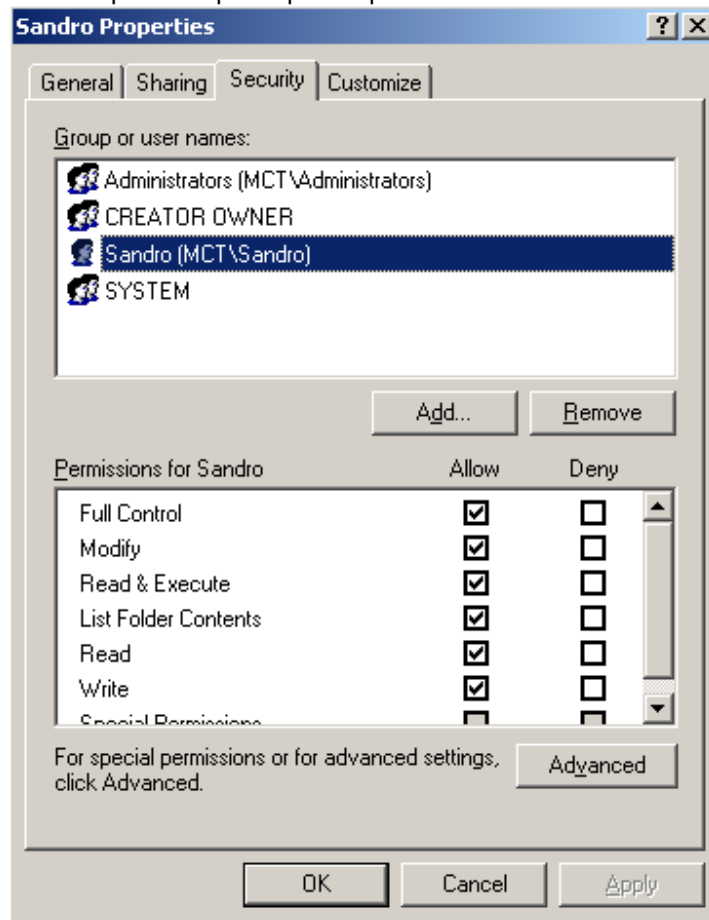 Sandro Properties
General Sharing Security Customize
Group or user names:
Administrators (MCT\Administrators)
CREATOR OWNER
Sandro (MCT\Sandro)
SYSTEM
Add... Remove
Permissions for Sandro Allow Deny
Full Control
Modify
Read & Execute
List Folder Contents
Read
Write
Special Permissions
For special permissions or for advanced settings, Advanced
click Advanced.
OK Cancel Apply